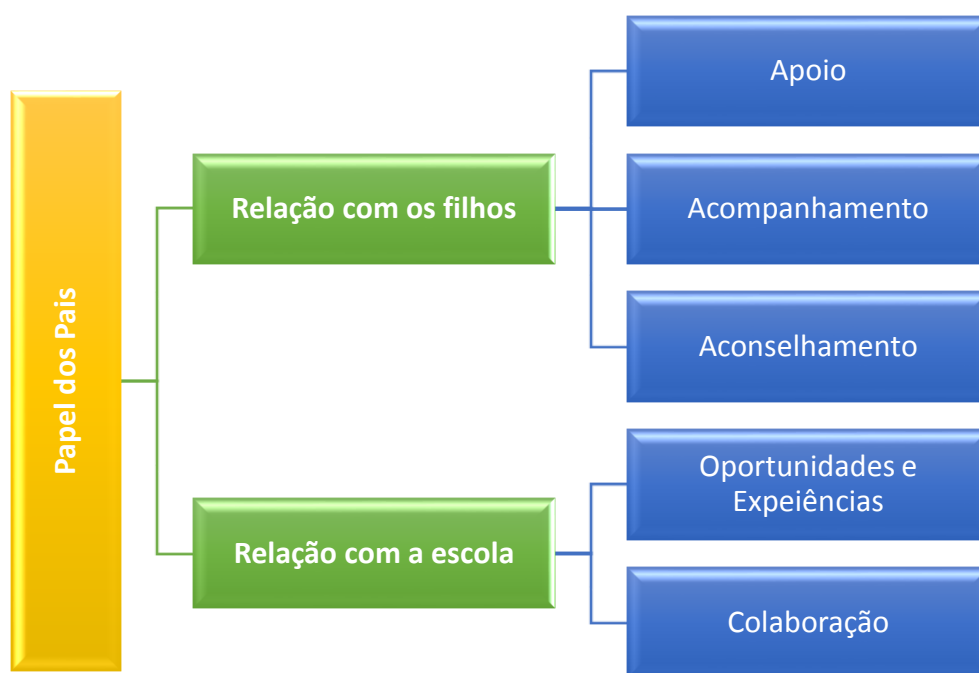 Papel dos Pais
Relação com os filhos
Apoio
Acompanhamento
Aconselhamento
Relação com a escola
Oportunidades e
Expeiências
Colaboração